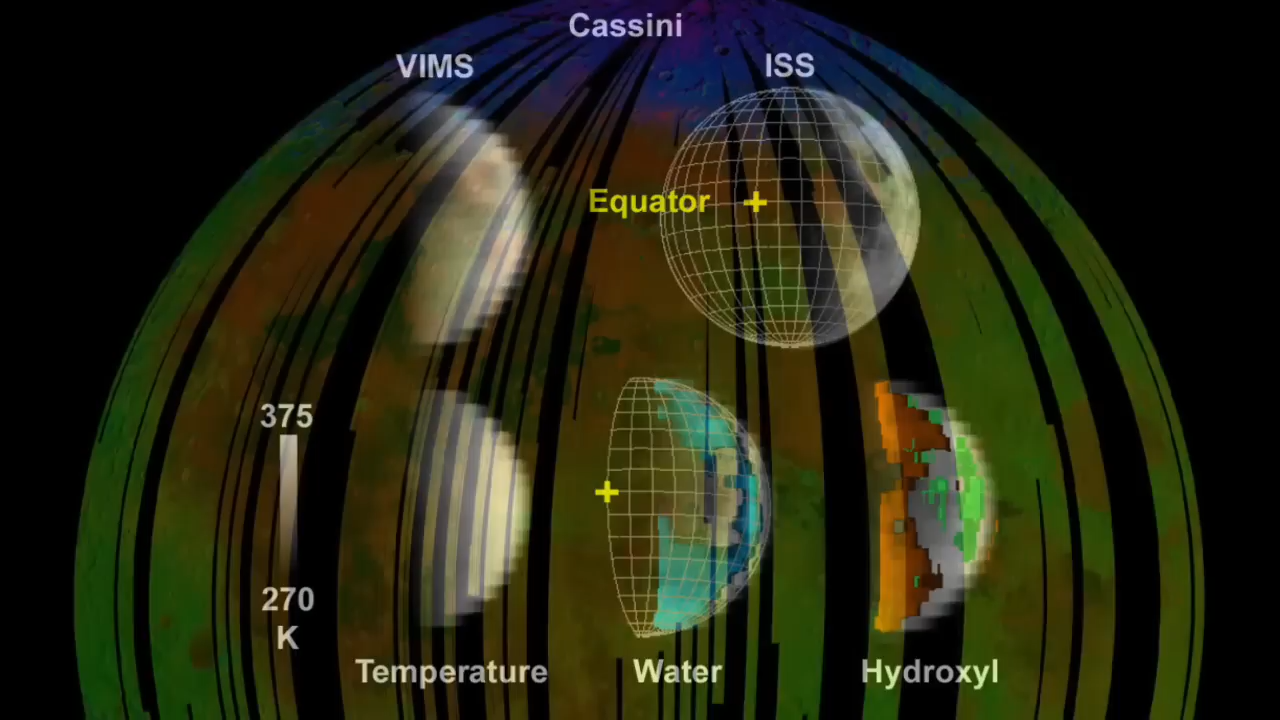 Cassini
VIMS
ISS
Equator
375
270
K
Temperature
Water
Hydroxyl